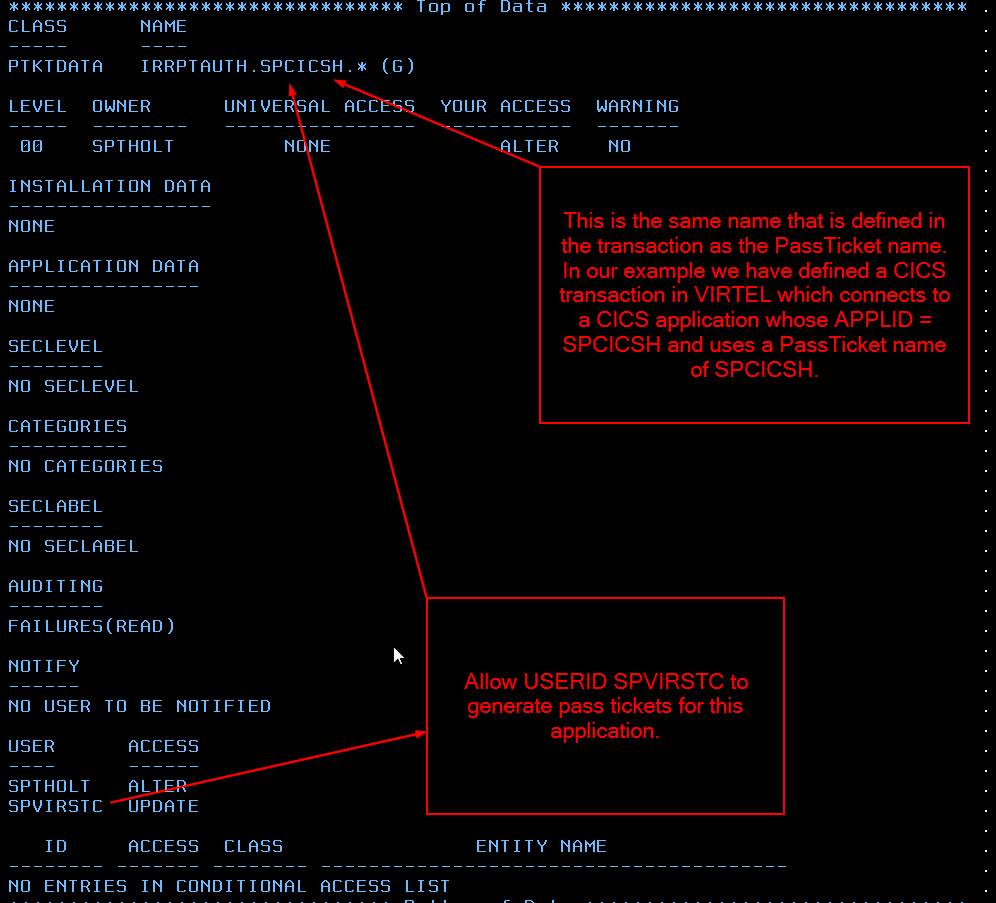 ******************************** Top of Data *********************************
CLASS      NAME
-----      ----
PTKTDATA   IRRPTAUTH.SPCICSH.* (G)
LEVEL  OWNER      UNIVERSAL ACCESS  YOUR ACCESS  WARNING
-----  --------   ----------------  -----------  -------
00    SPTHOLT         NONE              ALTER    NO
This is the same name that is defined in
the transaction as the PassTicket name.
In our example we have defined a CICS
transaction in VIRTEL which connects to
a CICS application whose APPLID =
SPCICSH and uses a PassTicket name
of SPCICSH.
INSTALLATION DATA
-----------------
NONE
APPLICATION DATA
----------------
NONE
SECLEVEL
--------
NO SECLEVEL
CATEGORIES
----------
NO CATEGORIES
SECLABEL
--------
NO SECLABEL
AUDITING
--------
FAILURES(READ)
NOTIFY
------
NO USER TO BE NOTIFIED
Allow USERID SPVIRSTC to
generate pass tickets for this
application.
USER      ACCESS
----      ------
SPTHOLT   ALTER
SPVIRSTC  UPDATE
ID     ACCESS  CLASS                ENTITY NAME
-------- ------- -------- ---------------------------------------
NO ENTRIES IN CONDITIONAL ACCESS LIST